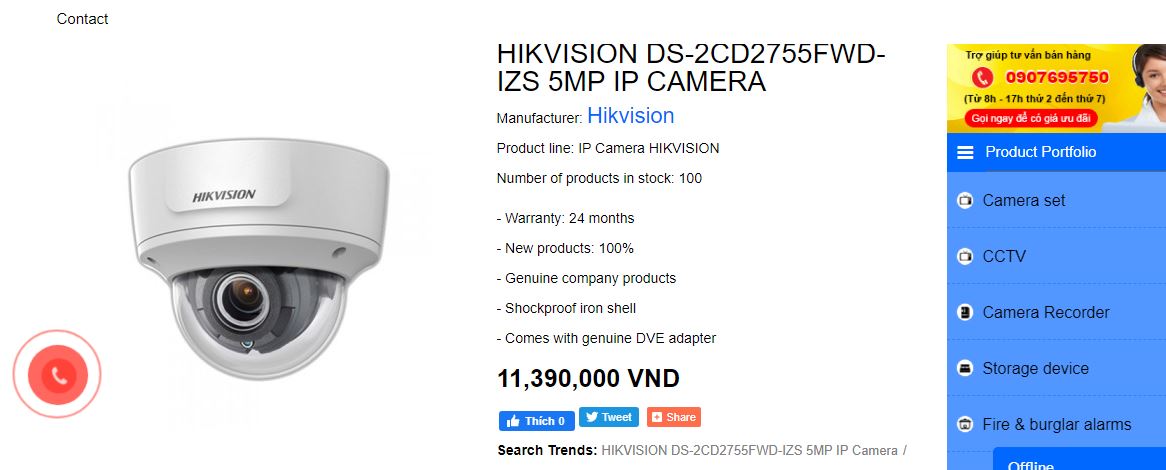 Contact
HIKVISION DS-2CD2755FWD-
IZS 5MP IP CAMERA
Manufacturer: Hikvision
Product line: IP Camera HIKVISION
Number of products in stock: 100
- Warranty: 24 months
- New products: 100%
- Genuine company products
- Shockproof iron shell
- Comes with genuine DVE adapter
11,390,000 VND
Thích 0 Tweet Share
Search Trends: HIKVISION DS-2CD2755FWD-IZS 5MP IP Camera /
HIKVISION
Trợ giúp tư vấn bán hàng
0907695750
(Từ 8h - 17h thứ 2 đến thứ 7)
Gọi ngay để có giá ưu đãi
Product Portfolio
Camera set
CCTV
Camera Recorder
Storage device
Fire & burglar alarms
Offline